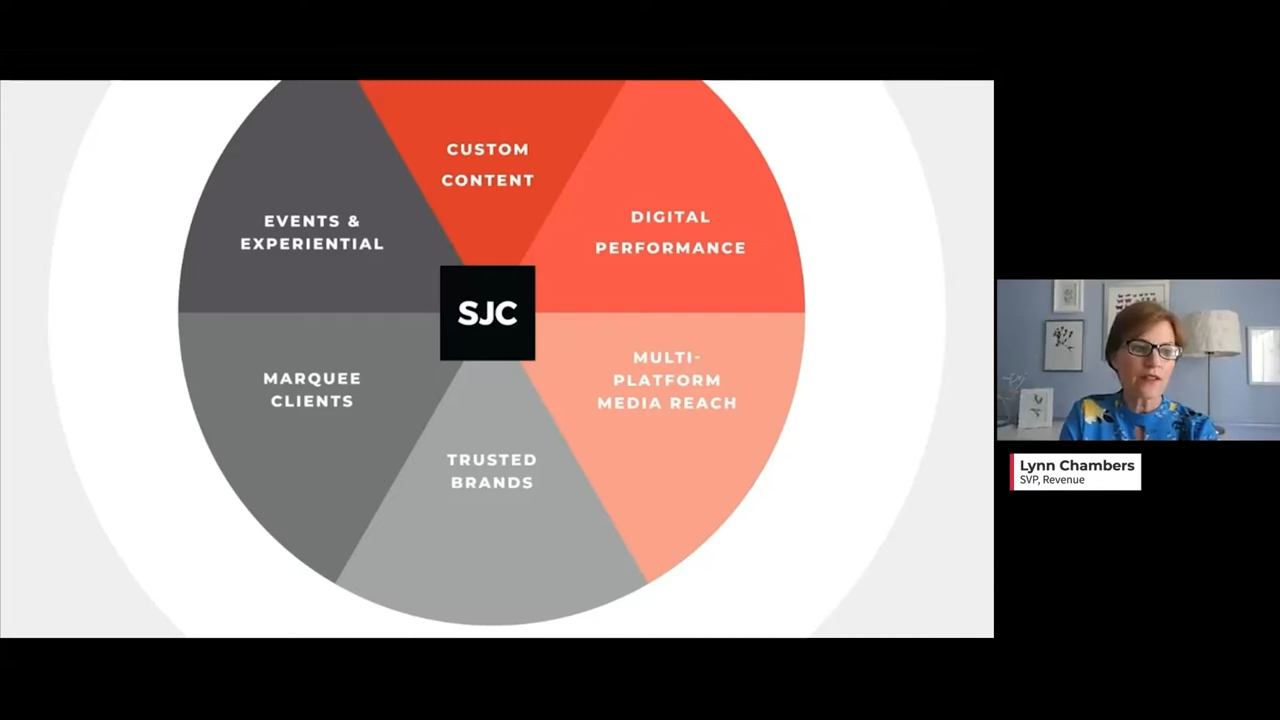 CUSTOM
CONTENT
DIGITAL
PERFORMANCE
EVENTS &
EXPERIENTIAL
SJC
MULTI-
PLATFORM
MEDIA REACH
MARQUEE
CLIENTS
TRUSTED
BRANDS
Lynn Chambers
SVP, Revenue